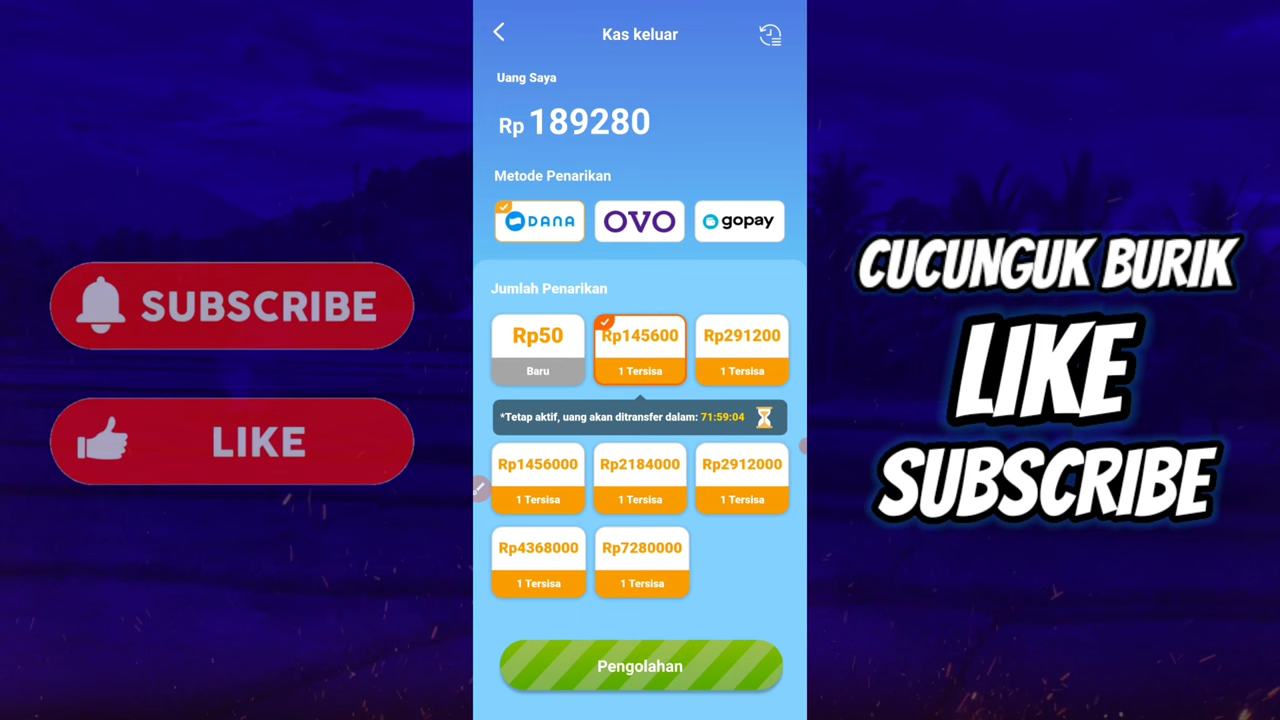 SUBSCRIBE
LIKE
Kas keluar
Uang Saya
Rp 189280
Metode Penarikan
DANA OVO gopay
Jumlah Penarikan
Rp50 Rp145600 Rp291200
Baru 1 Tersisa 1 Tersisa
*Tetap aktif, uang akan ditransfer dalam: 71:59:04
Rp1456000 Rp2184000 Rp2912000
1 Tersisa 1 Tersisa 1 Tersisa
Rp4368000 Rp7280000
1 Tersisa 1 Tersisa
Pengolahan
CUCUNGUK BURIK
LIKE
SUBSCRIBE